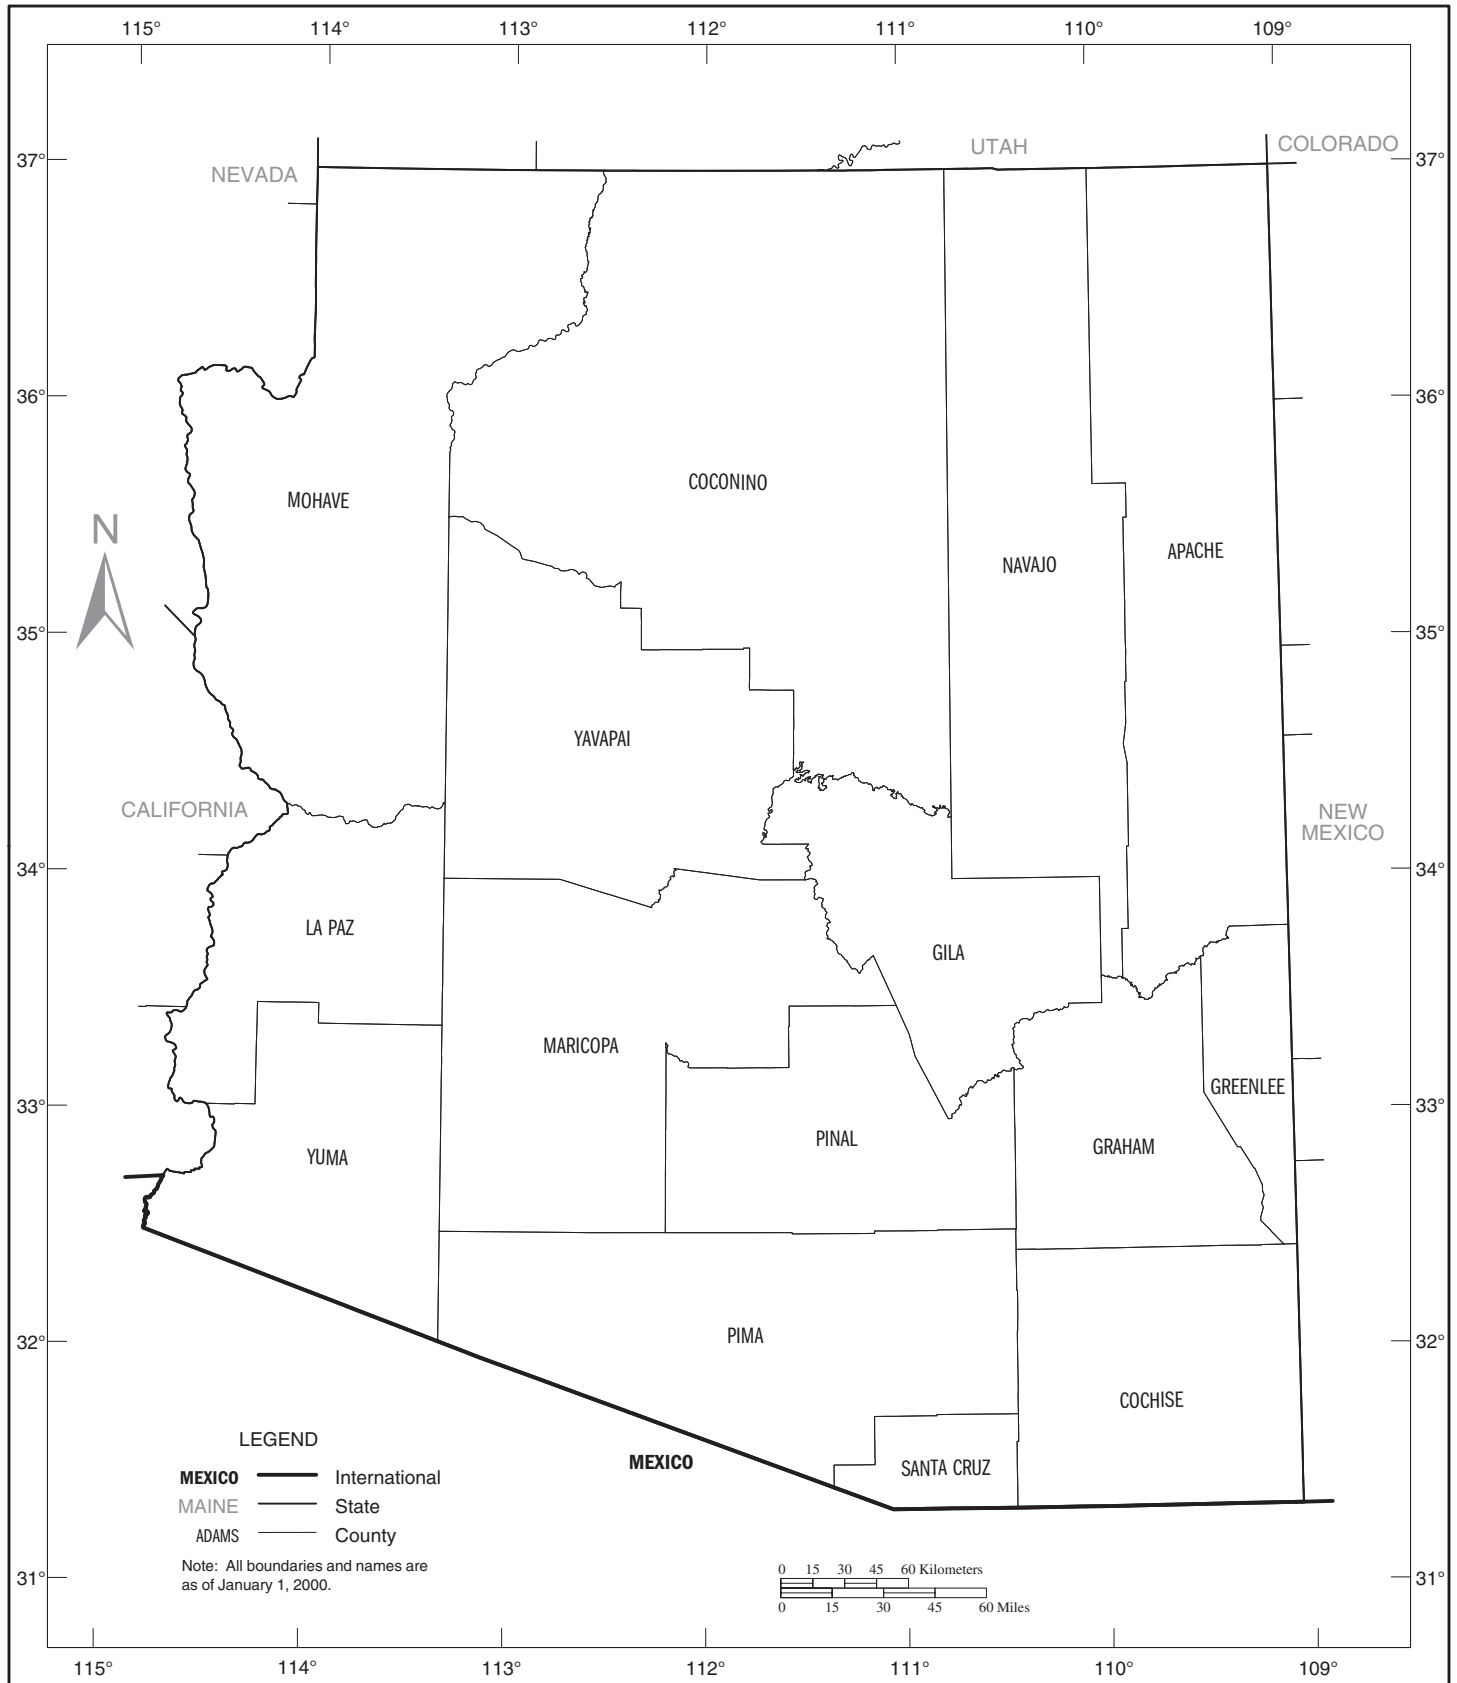 115° 114° 113° 112° 111° 110° 109°
UTAH
COLORADO
37° 37°
NEVADA
36° 36°
COCONINO
MOHAVE
N
APACHE
NAVAJO
35° 35°
YAVAPAI
CALIFORNIA
NEW
MEXICO
34° 34°
LA PAZ
GILA
MARICOPA
GREENLEE
33° 33°
PINAL
GRAHAM
YUMA
PIMA
32° 32°
COCHISE
LEGEND
MEXICO
SANTA CRUZ
MEXICO International
MAINE State
ADAMS County
Note: All boundaries and names are
as of January 1, 2000.
0 15 30 45 60 Kilometers
0 15 30 45 60 Miles
31° 31°
115° 114° 113° 112° 111° 110° 109°